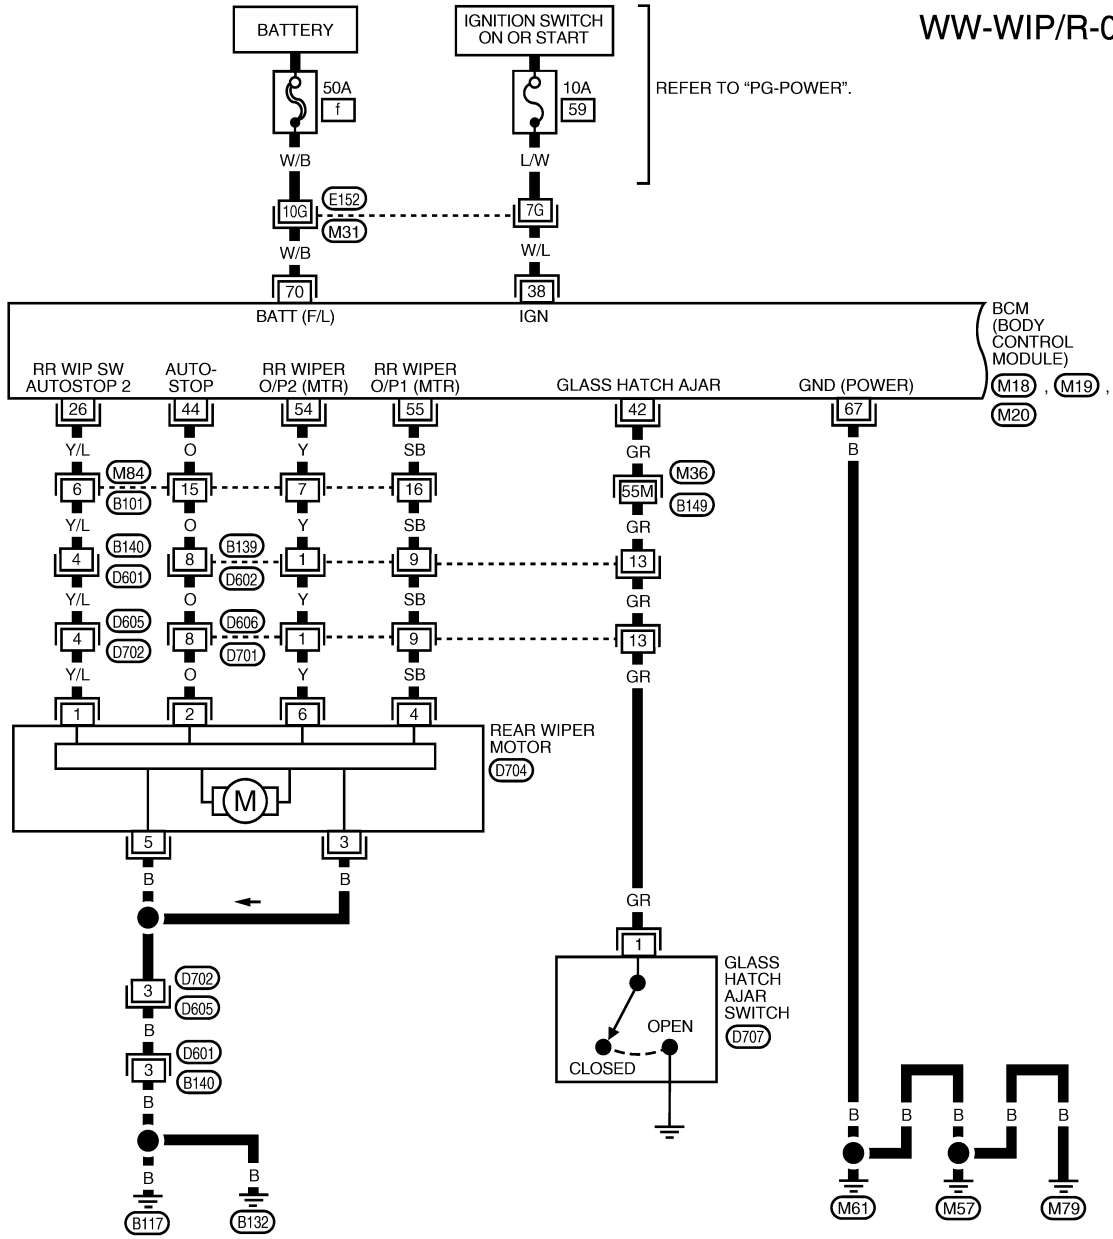 WW-WIP/R-0
BATTERY
IGNITION SWITCH
ON OR START
REFER TO “PG-POWER”.
50A
f
10A
59
W/B
L/W
10G
E152
M31
7G
W/B
W/L
70
38
BATT (F/L)
IGN
BCM
(BODY
CONTROL
MODULE)
M18 , M19 ,
M20
RR WIP SW
AUTOSTOP 2
AUTO-
STOP
RR WIPER
O/P2 (MTR)
RR WIPER
O/P1 (MTR)
GLASS HATCH AJAR
GND (POWER)
26 44 54 55 42 67
Y/L O Y SB GR B
M84
B101
6 15 7 16
M36
55M
B149
Y/L O Y SB GR
B140
D601
B139
D602
4 8 1 9 13
Y/L O Y SB GR
D605
D702
D606
D701
4 8 1 9 13
Y/L O Y SB GR
1 2 6 4
REAR WIPER
MOTOR
D704
M
5 3
B B
GR
1
GLASS
HATCH
AJAR
SWITCH
D707
OPEN
CLOSED
3
D702
D605
B
3
D601
B140
B
B B
B117
B132
B B B B B
M61
M57
M79